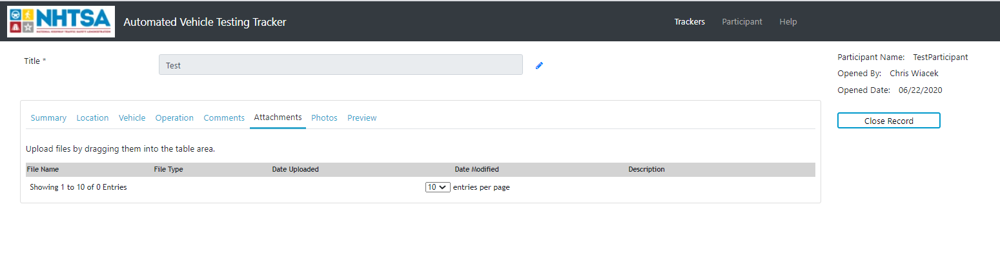 NHTSA
NATIONAL HIGHWAY TRAFFIC SAFETY ADMINISTRATION
Automated Vehicle Testing Tracker
Trackers Participant Help
Title *
Test
Participant Name: TestParticipant
Opened By: Chris Wiacek
Opened Date: 06/22/2020
Close Record
Summary Location Vehicle Operation Comments Attachments Photos Preview
Upload files by dragging them into the table area.
File Name File Type Date Uploaded Date Modified Description
Showing 1 to 10 of 0 Entries 10 entries per page